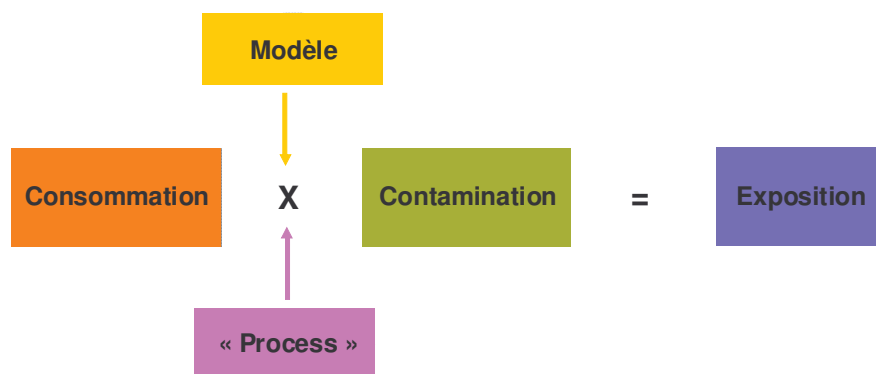 Modèle
Consommation X Contamination = Exposition
« Process »